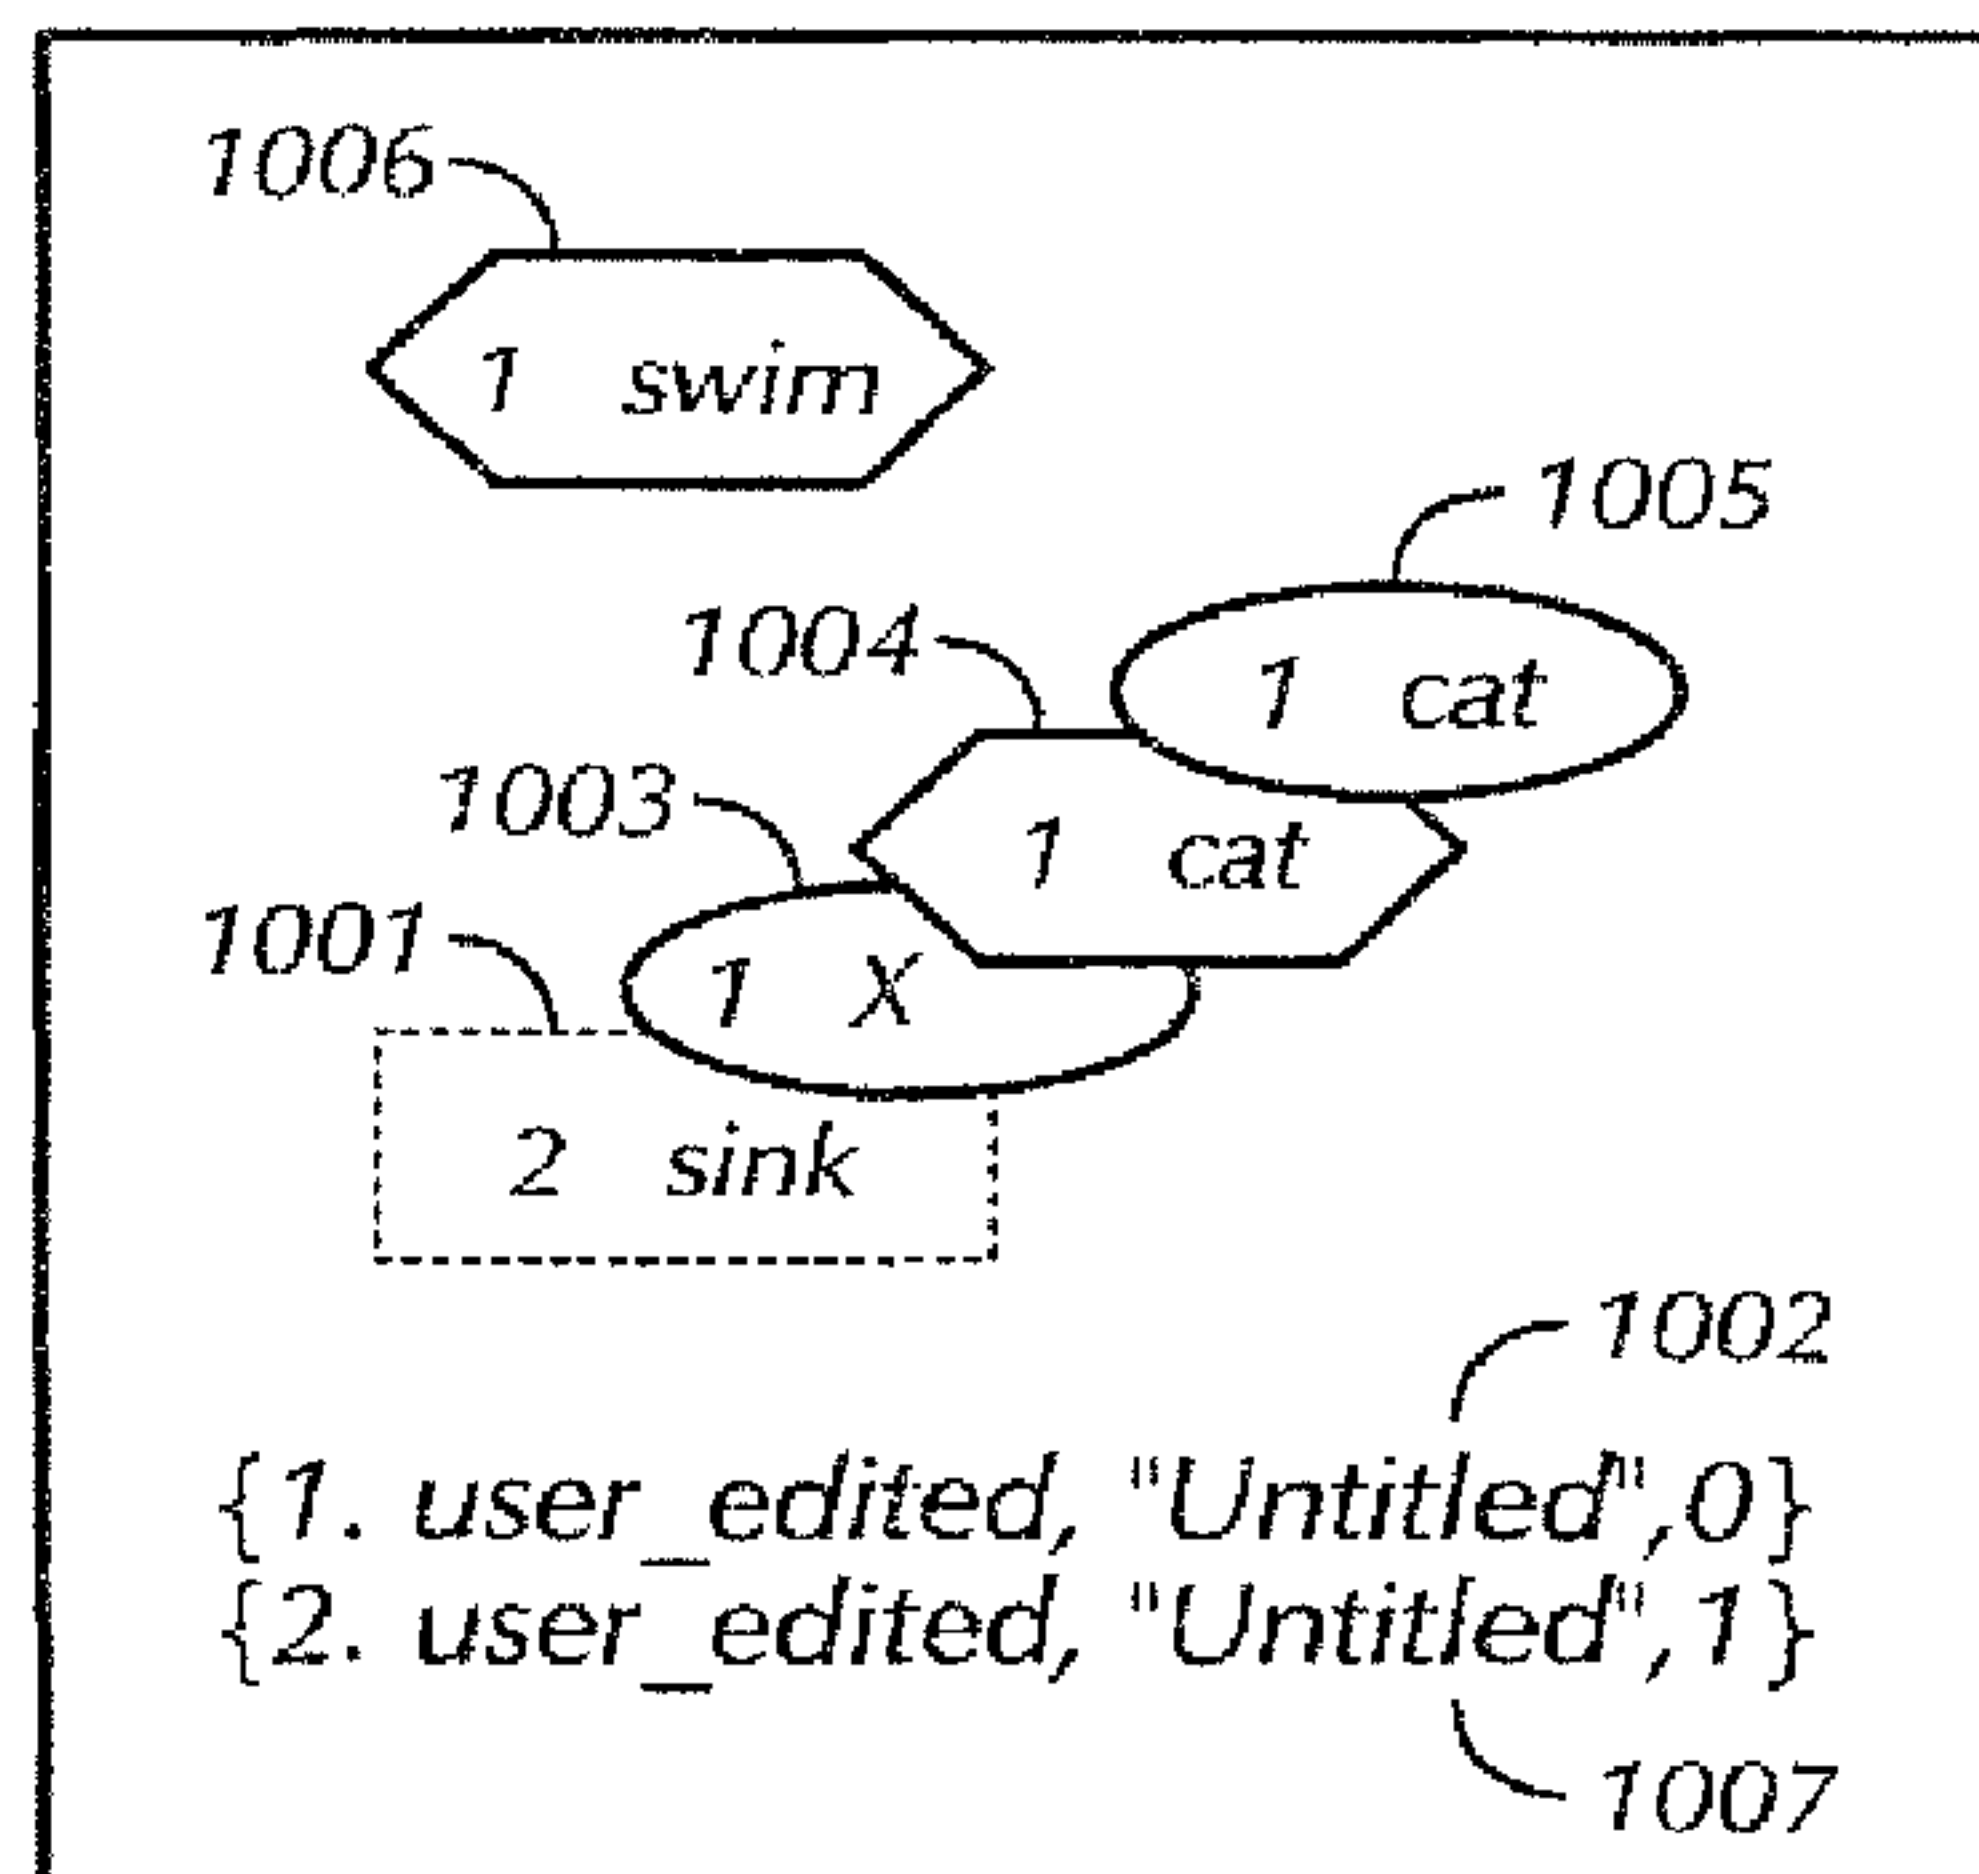 1006
1 swim
1005
1004
1 cat
1003
1 cat
1001
1 X
2 sink
1002
{1. user_edited, "Untitled",0}
{2. user_edited, "Untitled",1}
1007